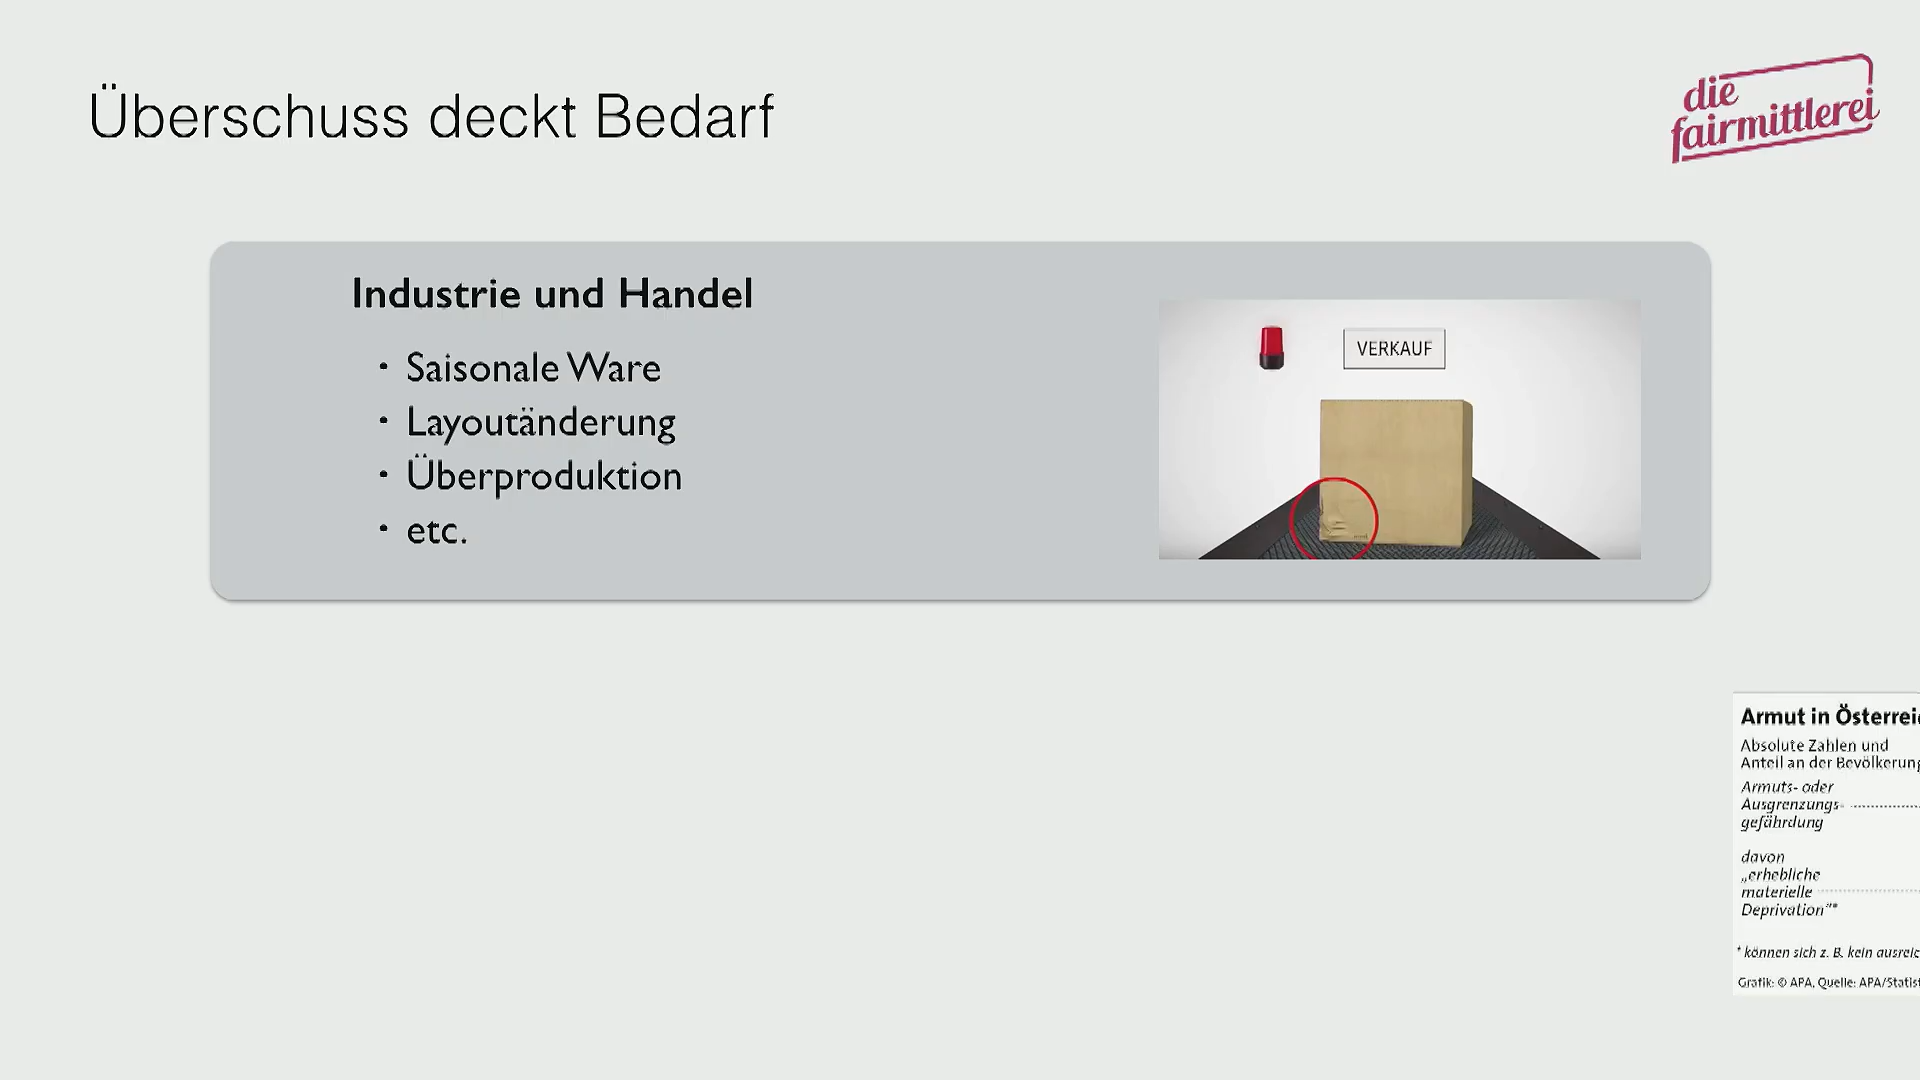 Überschuss deckt Bedarf
die
fairmittlerei
Industrie und Handel
· Saisonale Ware
· Layoutänderung
· Überproduktion
· etc.
VERKAUF
Armut in Österreic
Absolute Zahlen und
Anteil an der Bevölkerung
Armuts- oder
Ausgrenzungs-
gefährdung
davon
„erhebliche
materielle
Deprivation"*
* können sich z. B. kein ausreic
Grafik: © APA, Quelle: APA/Statist